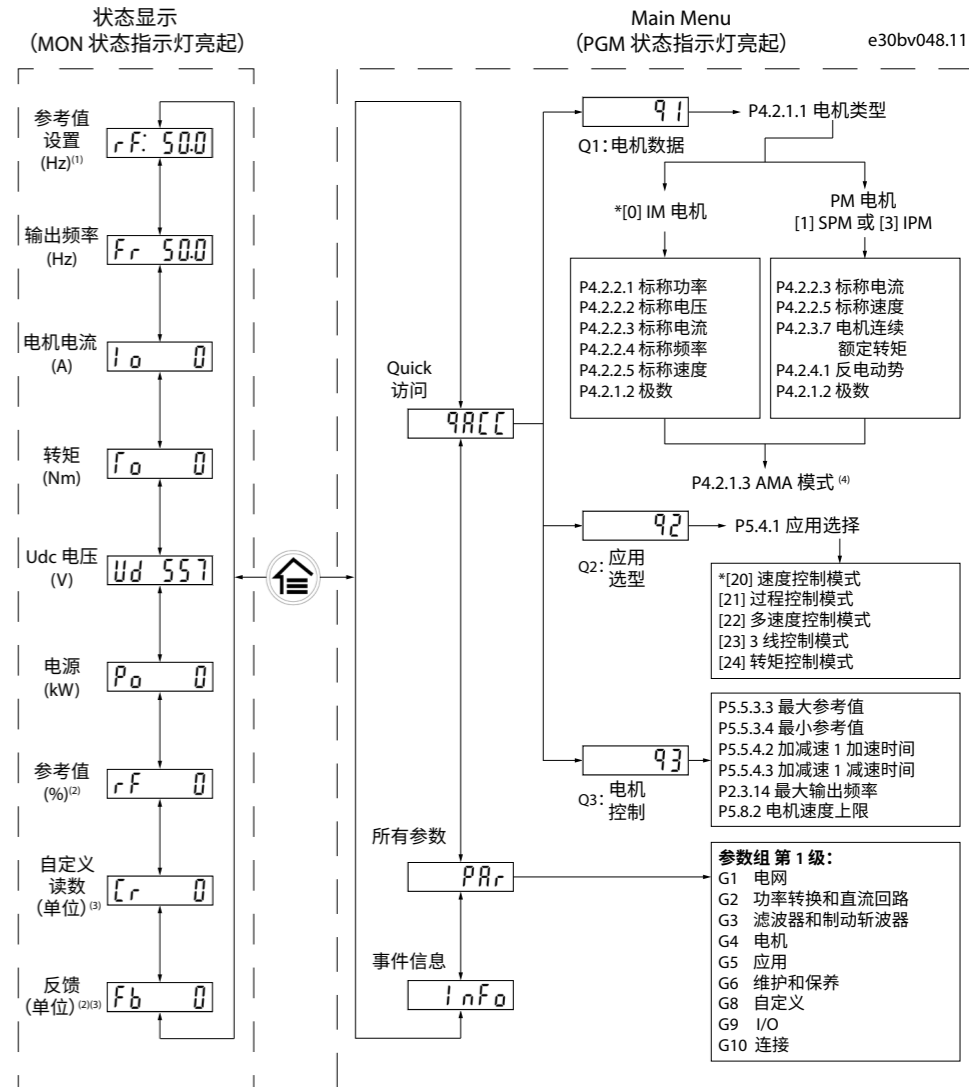 状态显示
（MON 状态指示灯亮起）
Main Menu
（PGM 状态指示灯亮起）
e30bv048.11
参考值
设置
(Hz)(1)
rF: 50.0
输出频率
(Hz)
Fr 50.0
电机电流
(A)
Io 0
转矩
(Nm)
To 0
Udc 电压
(V)
Ud 557
电源
(kW)
Po 0
参考值
(%)(2)
rF 0
自定义
读数
（单位）(3)
Cr 0
反馈
（单位）(2)(3)
Fb 0
Quick
访问
qACC
q1
Q1：电机数据
P4.2.1.1 电机类型
*[0] IM 电机
PM 电机
[1] SPM 或 [3] IPM
P4.2.2.1 标称功率
P4.2.2.2 标称电压
P4.2.2.3 标称电流
P4.2.2.4 标称频率
P4.2.2.5 标称速度
P4.2.1.2 极数
P4.2.2.3 标称电流
P4.2.2.5 标称速度
P4.2.3.7 电机连续
额定转矩
P4.2.4.1 反电动势
P4.2.1.2 极数
P4.2.1.3 AMA 模式 (4)
q2
Q2：应用
选型
P5.4.1 应用选择
*[20] 速度控制模式
[21] 过程控制模式
[22] 多速度控制模式
[23] 3 线控制模式
[24] 转矩控制模式
q3
Q3：电机
控制
P5.5.3.3 最大参考值
P5.5.3.4 最小参考值
P5.5.4.2 加减速 1 加速时间
P5.5.4.3 加减速 1 减速时间
P2.3.14 最大输出频率
P5.8.2 电机速度上限
所有参数
PAr
参数组 第 1 级：
G1 电网
G2 功率转换和直流回路
G3 滤波器和制动斩波器
G4 电机
G5 应用
G6 维护和保养
G8 自定义
G9 I/O
G10 连接
事件信息
InFo